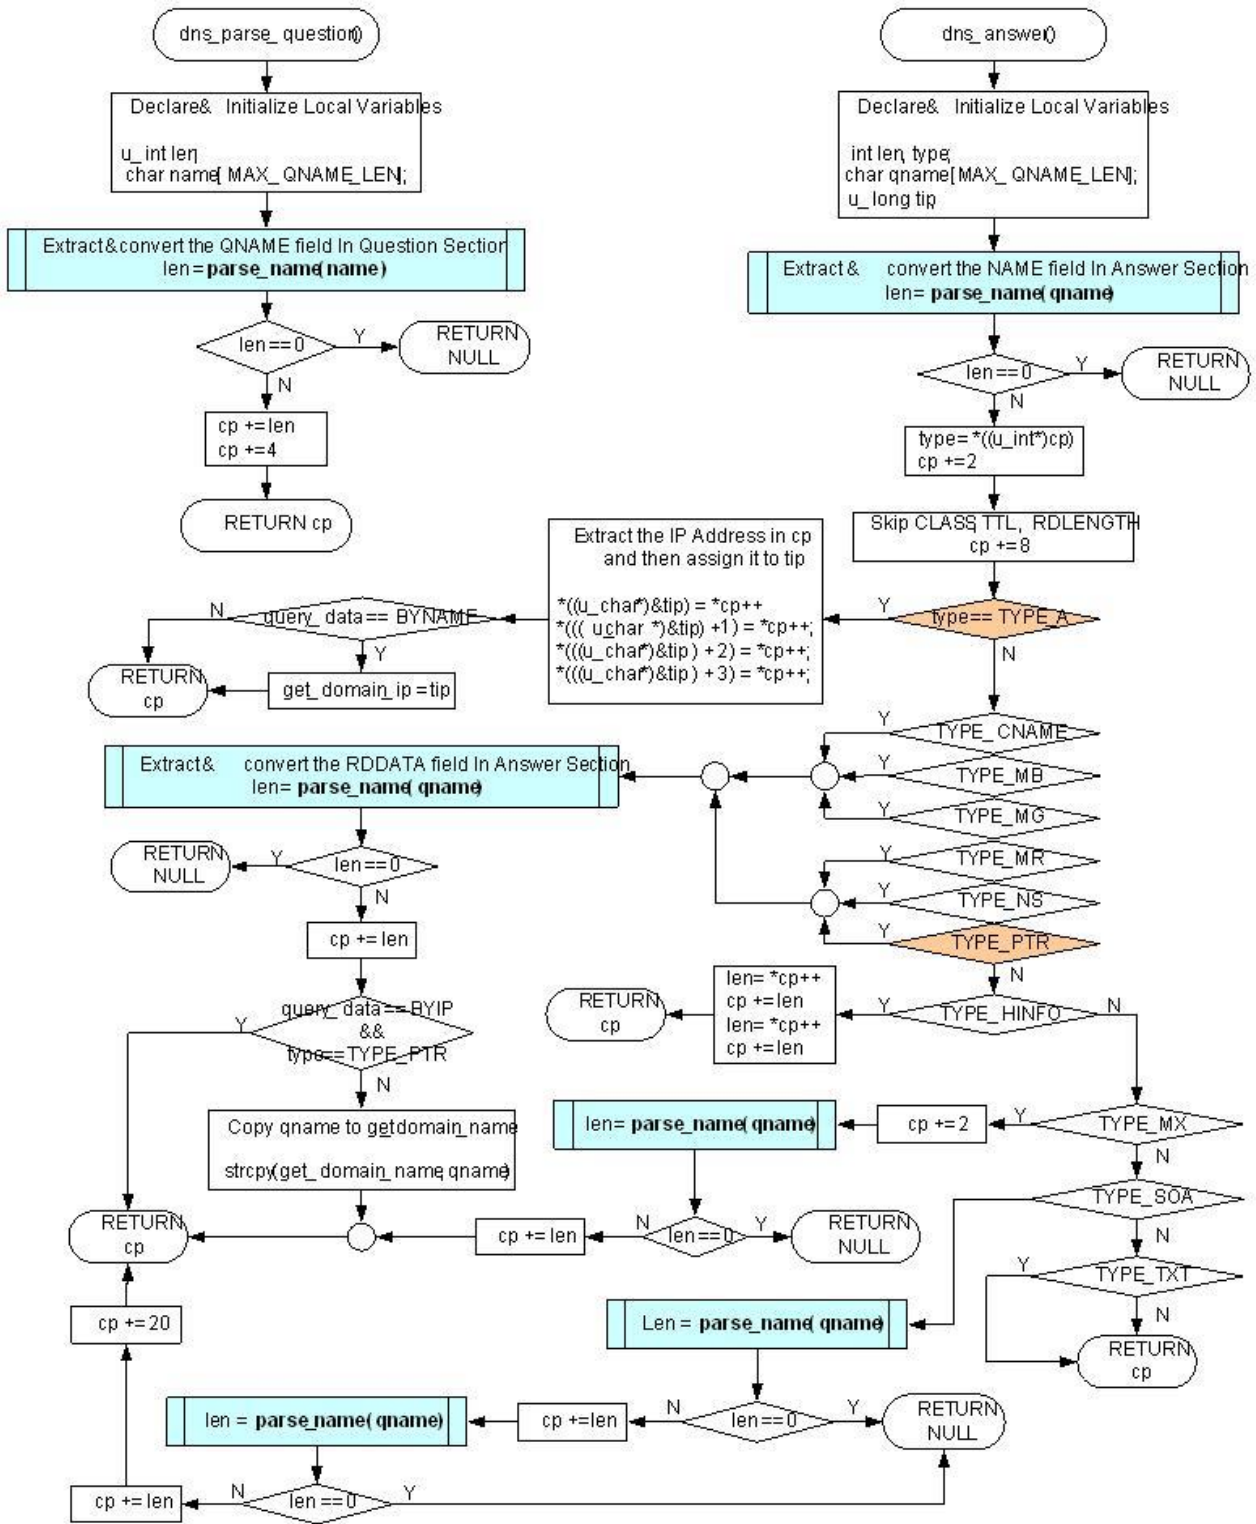 dns_parse_question()
Declare& Initialize Local Variables
u_int len;
char name[MAX_QNAME_LEN];
Extract&convert the QNAME field In Question Section
len=parse_name(name)
len==0
Y
RETURN
NULL
N
cp +=len
cp +=4
RETURN cp
dns_answer()
Declare& Initialize Local Variables
int len, type;
char qname[MAX_QNAME_LEN];
u_long tip;
Extract & convert the NAME field In Answer Section
len= parse_name(qname)
len==0
Y
RETURN
NULL
N
type=*((u_int*)cp)
cp +=2
Skip CLASS, TTL, RDLENGTH
cp +=8
type== TYPE_A
Y
N
Extract the IP Address in cp
and then assign it to tip
*((u_char*)&tip) = *cp++
*(((uchar *)&tip) +1) = *cp++;
*(((u_char*)&tip) +2) = *cp++;
*(((u_char*)&tip) +3) = *cp++;
query_data== BYNAME
N
Y
get_domain_ip=tip
RETURN
cp
TYPE_CNAME
Y
TYPE_MB
Y
TYPE_MG
Y
TYPE_MR
Y
TYPE_NS
Y
TYPE_PTR
Y
N
Extract& convert the RDDATA field In Answer Section
len= parse_name(qname)
len==0
Y
RETURN
NULL
N
cp +=len
query_data==BYIP
&&
type==TYPE_PTR
Y
N
Copy qname to getdomain_name
strcpy(get_domain_name,qname)
RETURN
cp
TYPE_HINFO
Y
N
len= *cp++
cp +=len
len= *cp++
cp +=len
RETURN
cp
TYPE_MX
Y
N
cp +=2
len= parse_name(qname)
len==0
N
Y
cp +=len
RETURN
NULL
TYPE_SOA
N
TYPE_TXT
Y
N
RETURN
cp
Len = parse_name(qname)
len==0
N
Y
cp +=len
RETURN
NULL
len = parse_name(qname)
len==0
N
Y
cp +=len
cp +=20